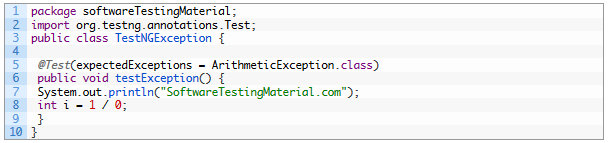 1 package softwareTestingMaterial;
2 import org.testng.annotations.Test;
3 public class TestNGException {
4
5 @Test(expectedExceptions = ArithmeticException.class)
6 public void testException() {
7 System.out.println("SoftwareTestingMaterial.com");
8 int i = 1 / 0;
9 }
10 }